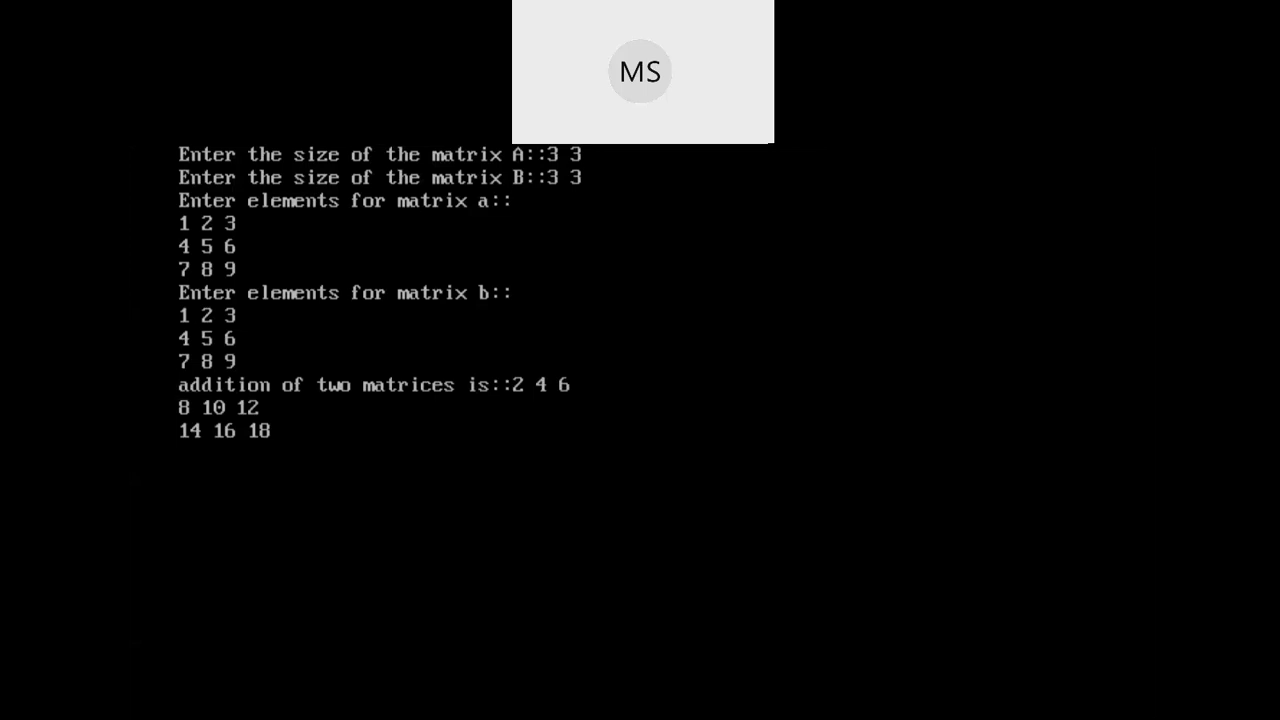 MS
Enter the size of the matrix A::3 3
Enter the size of the matrix B::3 3
Enter elements for matrix a::
1 2 3
4 5 6
7 8 9
Enter elements for matrix b::
1 2 3
4 5 6
7 8 9
addition of two matrices is::2 4 6
8 10 12
14 16 18